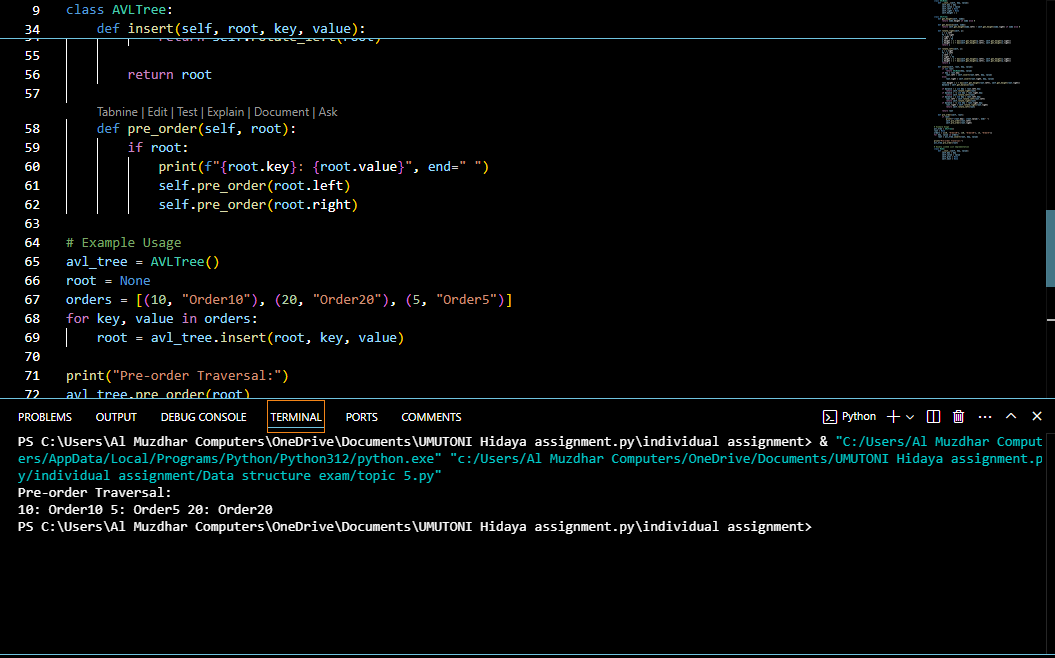 9 class AVLTree:
34 def insert(self, root, key, value):
54 return self.rotate_left(root)
55
56 return root
57
Tabnine | Edit | Test | Explain | Document | Ask
58 def pre_order(self, root):
59 if root:
60 print(f"{root.key}: {root.value}", end=" ")
61 self.pre_order(root.left)
62 self.pre_order(root.right)
63
64 # Example Usage
65 avl_tree = AVLTree()
66 root = None
67 orders = [(10, "Order10"), (20, "Order20"), (5, "Order5")]
68 for key, value in orders:
69 root = avl_tree.insert(root, key, value)
70
71 print("Pre-order Traversal:")
72 avl_tree.pre_order(root)
PROBLEMS OUTPUT DEBUG CONSOLE TERMINAL PORTS COMMENTS Python
PS C:\Users\Al Muzdhar Computers\OneDrive\Documents\UMUTONI Hidaya assignment.py\individual assignment> & "C:/Users/Al Muzdhar Comput
ers/AppData/Local/Programs/Python/Python312/python.exe" "c:/Users/Al Muzdhar Computers/OneDrive/Documents/UMUTONI Hidaya assignment.p
y/individual assignment/Data structure exam/topic 5.py"
Pre-order Traversal:
10: Order10 5: Order5 20: Order20
PS C:\Users\Al Muzdhar Computers\OneDrive\Documents\UMUTONI Hidaya assignment.py\individual assignment>